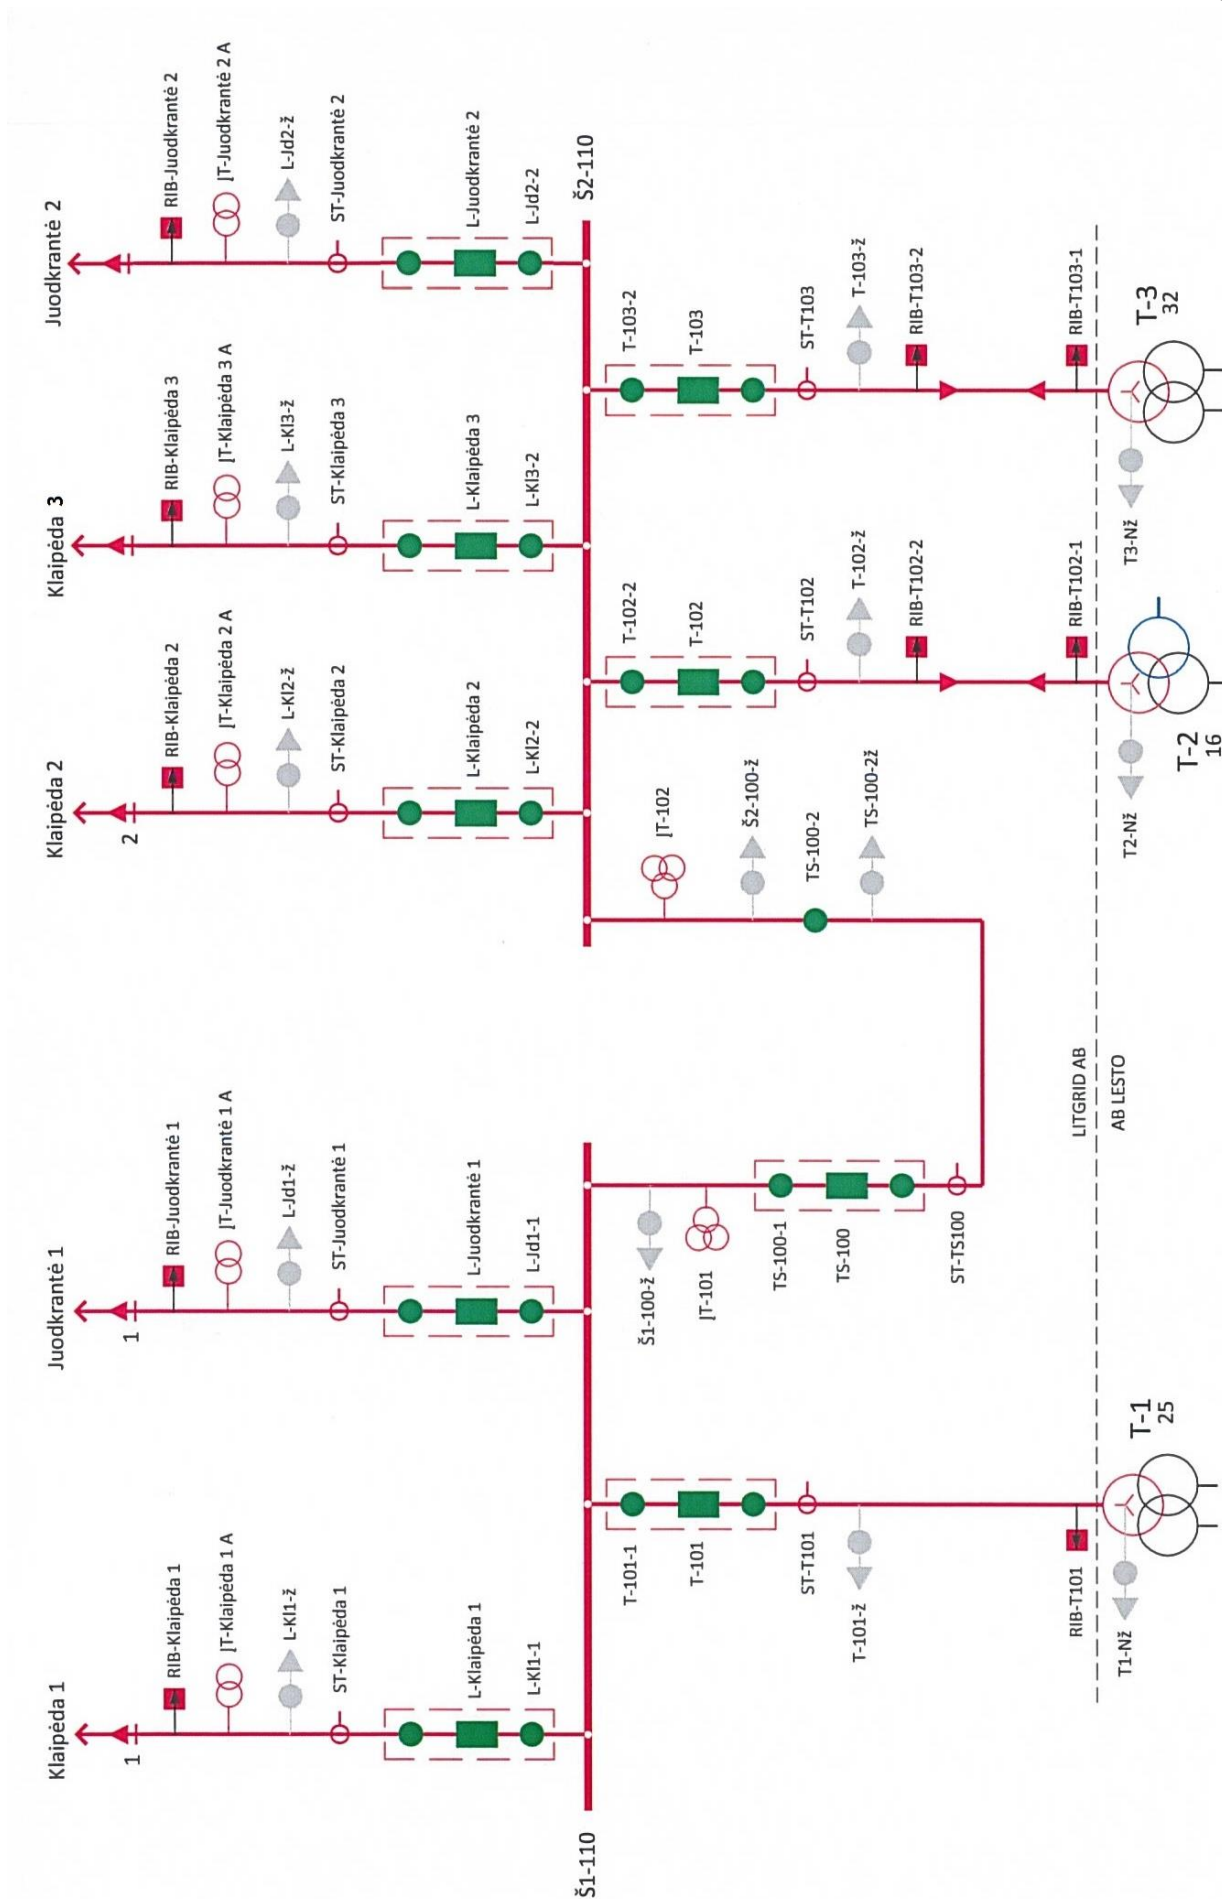 Klaipėda 1
Juodkrantė 1
Klaipėda 2
Klaipėda 3
Juodkrantė 2
1
1
2
RIB-Klaipėda 1
RIB-Juodkrantė 1
RIB-Klaipėda 2
RIB-Klaipėda 3
RIB-Juodkrantė 2
ĮT-Klaipėda 1 A
ĮT-Juodkrantė 1 A
ĮT-Klaipėda 2 A
ĮT-Klaipėda 3 A
ĮT-Juodkrantė 2 A
L-Kl1-ž
L-Jd1-ž
L-Kl2-ž
L-Kl3-ž
L-Jd2-ž
ST-Klaipėda 1
ST-Juodkrantė 1
ST-Klaipėda 2
ST-Klaipėda 3
ST-Juodkrantė 2
L-Klaipėda 1
L-Juodkrantė 1
L-Klaipėda 2
L-Klaipėda 3
L-Juodkrantė 2
L-Kl1-1
L-Jd1-1
L-Kl2-2
L-Kl3-2
L-Jd2-2
Š1-110
Š2-110
T-101-1
T-102-2
T-103-2
Š1-100-ž
ĮT-102
T-101
ĮT-101
T-102
T-103
Š2-100-ž
TS-100-1
ST-T101
TS-100-2
ST-T102
ST-T103
TS-100
T-101-ž
TS-100-2ž
T-102-ž
T-103-ž
ST-TS100
RIB-T102-2
RIB-T103-2
RIB-T101
LITGRID AB
RIB-T102-1
RIB-T103-1
AB LESTO
T1-Nž
T-1
25
T2-Nž
T-2
16
T3-Nž
T-3
32